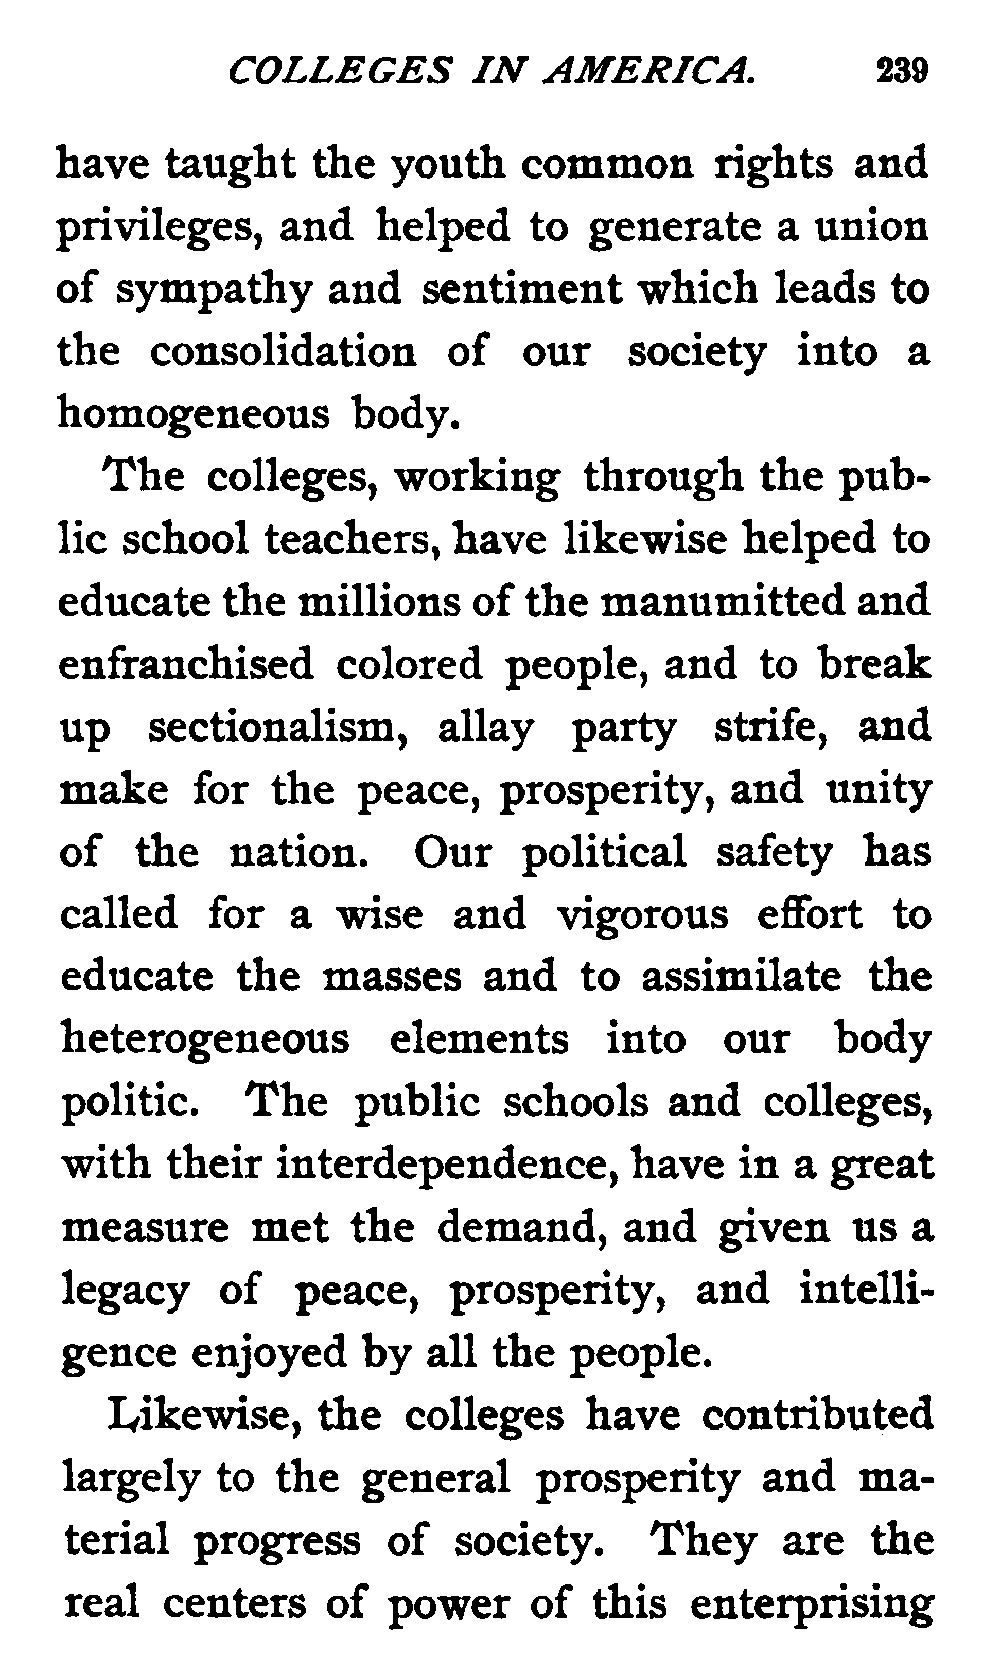 COLLEGES IN AMERICA. 239
have taught the youth common rights and
privileges, and helped to generate a union
of sympathy and sentiment which leads to
the consolidation of our society into a
homogeneous body.
The colleges, working through the pub-
lic school teachers, have likewise helped to
educate the millions of the manumitted and
enfranchised colored people, and to break
up sectionalism, allay party strife, and
make for the peace, prosperity, and unity
of the nation. Our political safety has
called for a wise and vigorous effort to
educate the masses and to assimilate the
heterogeneous elements into our body
politic. The public schools and colleges,
with their interdependence, have in a great
measure met the demand, and given us a
legacy of peace, prosperity, and intelli-
gence enjoyed by all the people.
Likewise, the colleges have contributed
largely to the general prosperity and ma-
terial progress of society. They are the
real centers of power of this enterprising